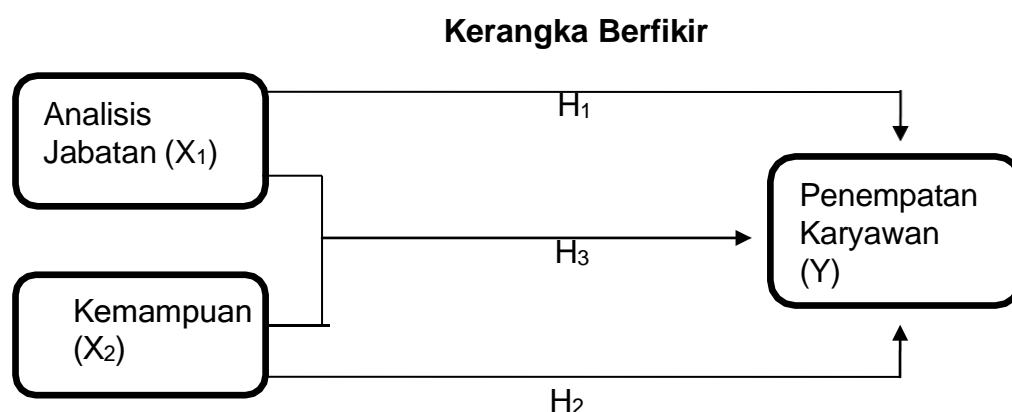 Kerangka Berfikir
Analisis
Jabatan (X₁)
H₁
Penempatan
Karyawan
(Y)
H₃
Kemampuan
(X₂)
H₂